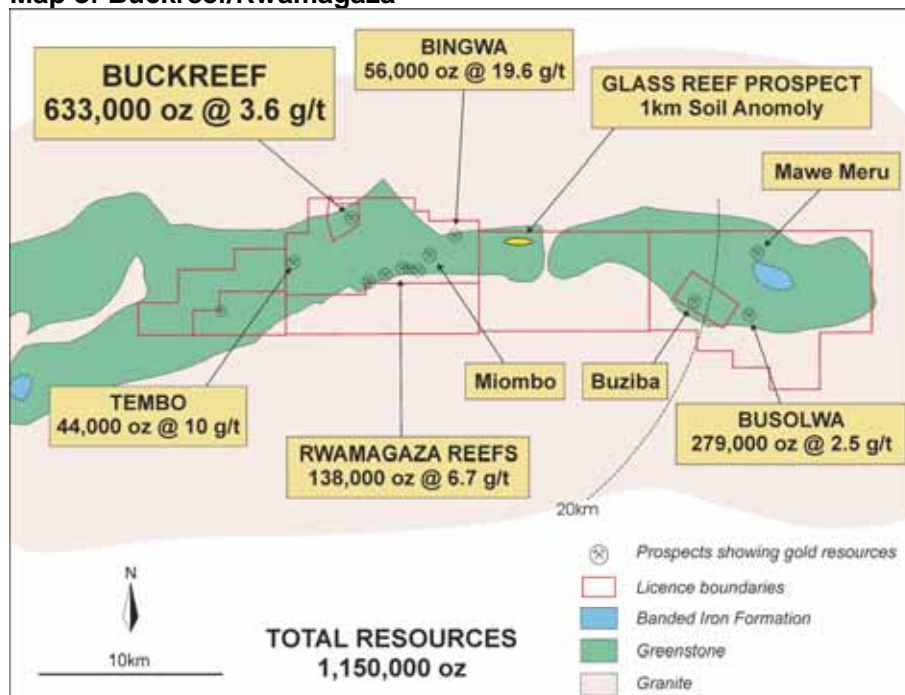 Map of Buckreef/Rwamagaza
BUCKREEF
633,000 oz @ 3.6 g/t
BINGWA
56,000 oz @ 19.6 g/t
GLASS REEF PROSPECT
1km Soil Anomoly
Mawe Meru
TEMBO
44,000 oz @ 10 g/t
RWAMAGAZA REEFS
138,000 oz @ 6.7 g/t
Miombo
Buziba
BUSOLWA
279,000 oz @ 2.5 g/t
20km
N
10km
TOTAL RESOURCES
1,150,000 oz
Prospects showing gold resources
Licence boundaries
Banded Iron Formation
Greenstone
Granite